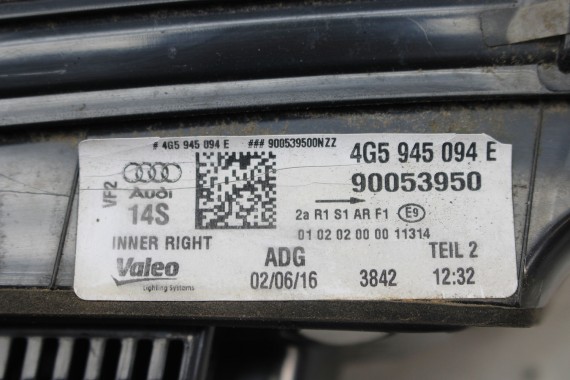 # 4G5 945 094 E ### 900539500NZZ
4G5 945 094 E
90053950
VF2
Audi
14S
2a R1 S1 AR F1 E9
01 02 02 00 00 11314
INNER RIGHT
ADG
TEIL 2
Valeo
Lighting Systems
02/06/16 3842 12:32